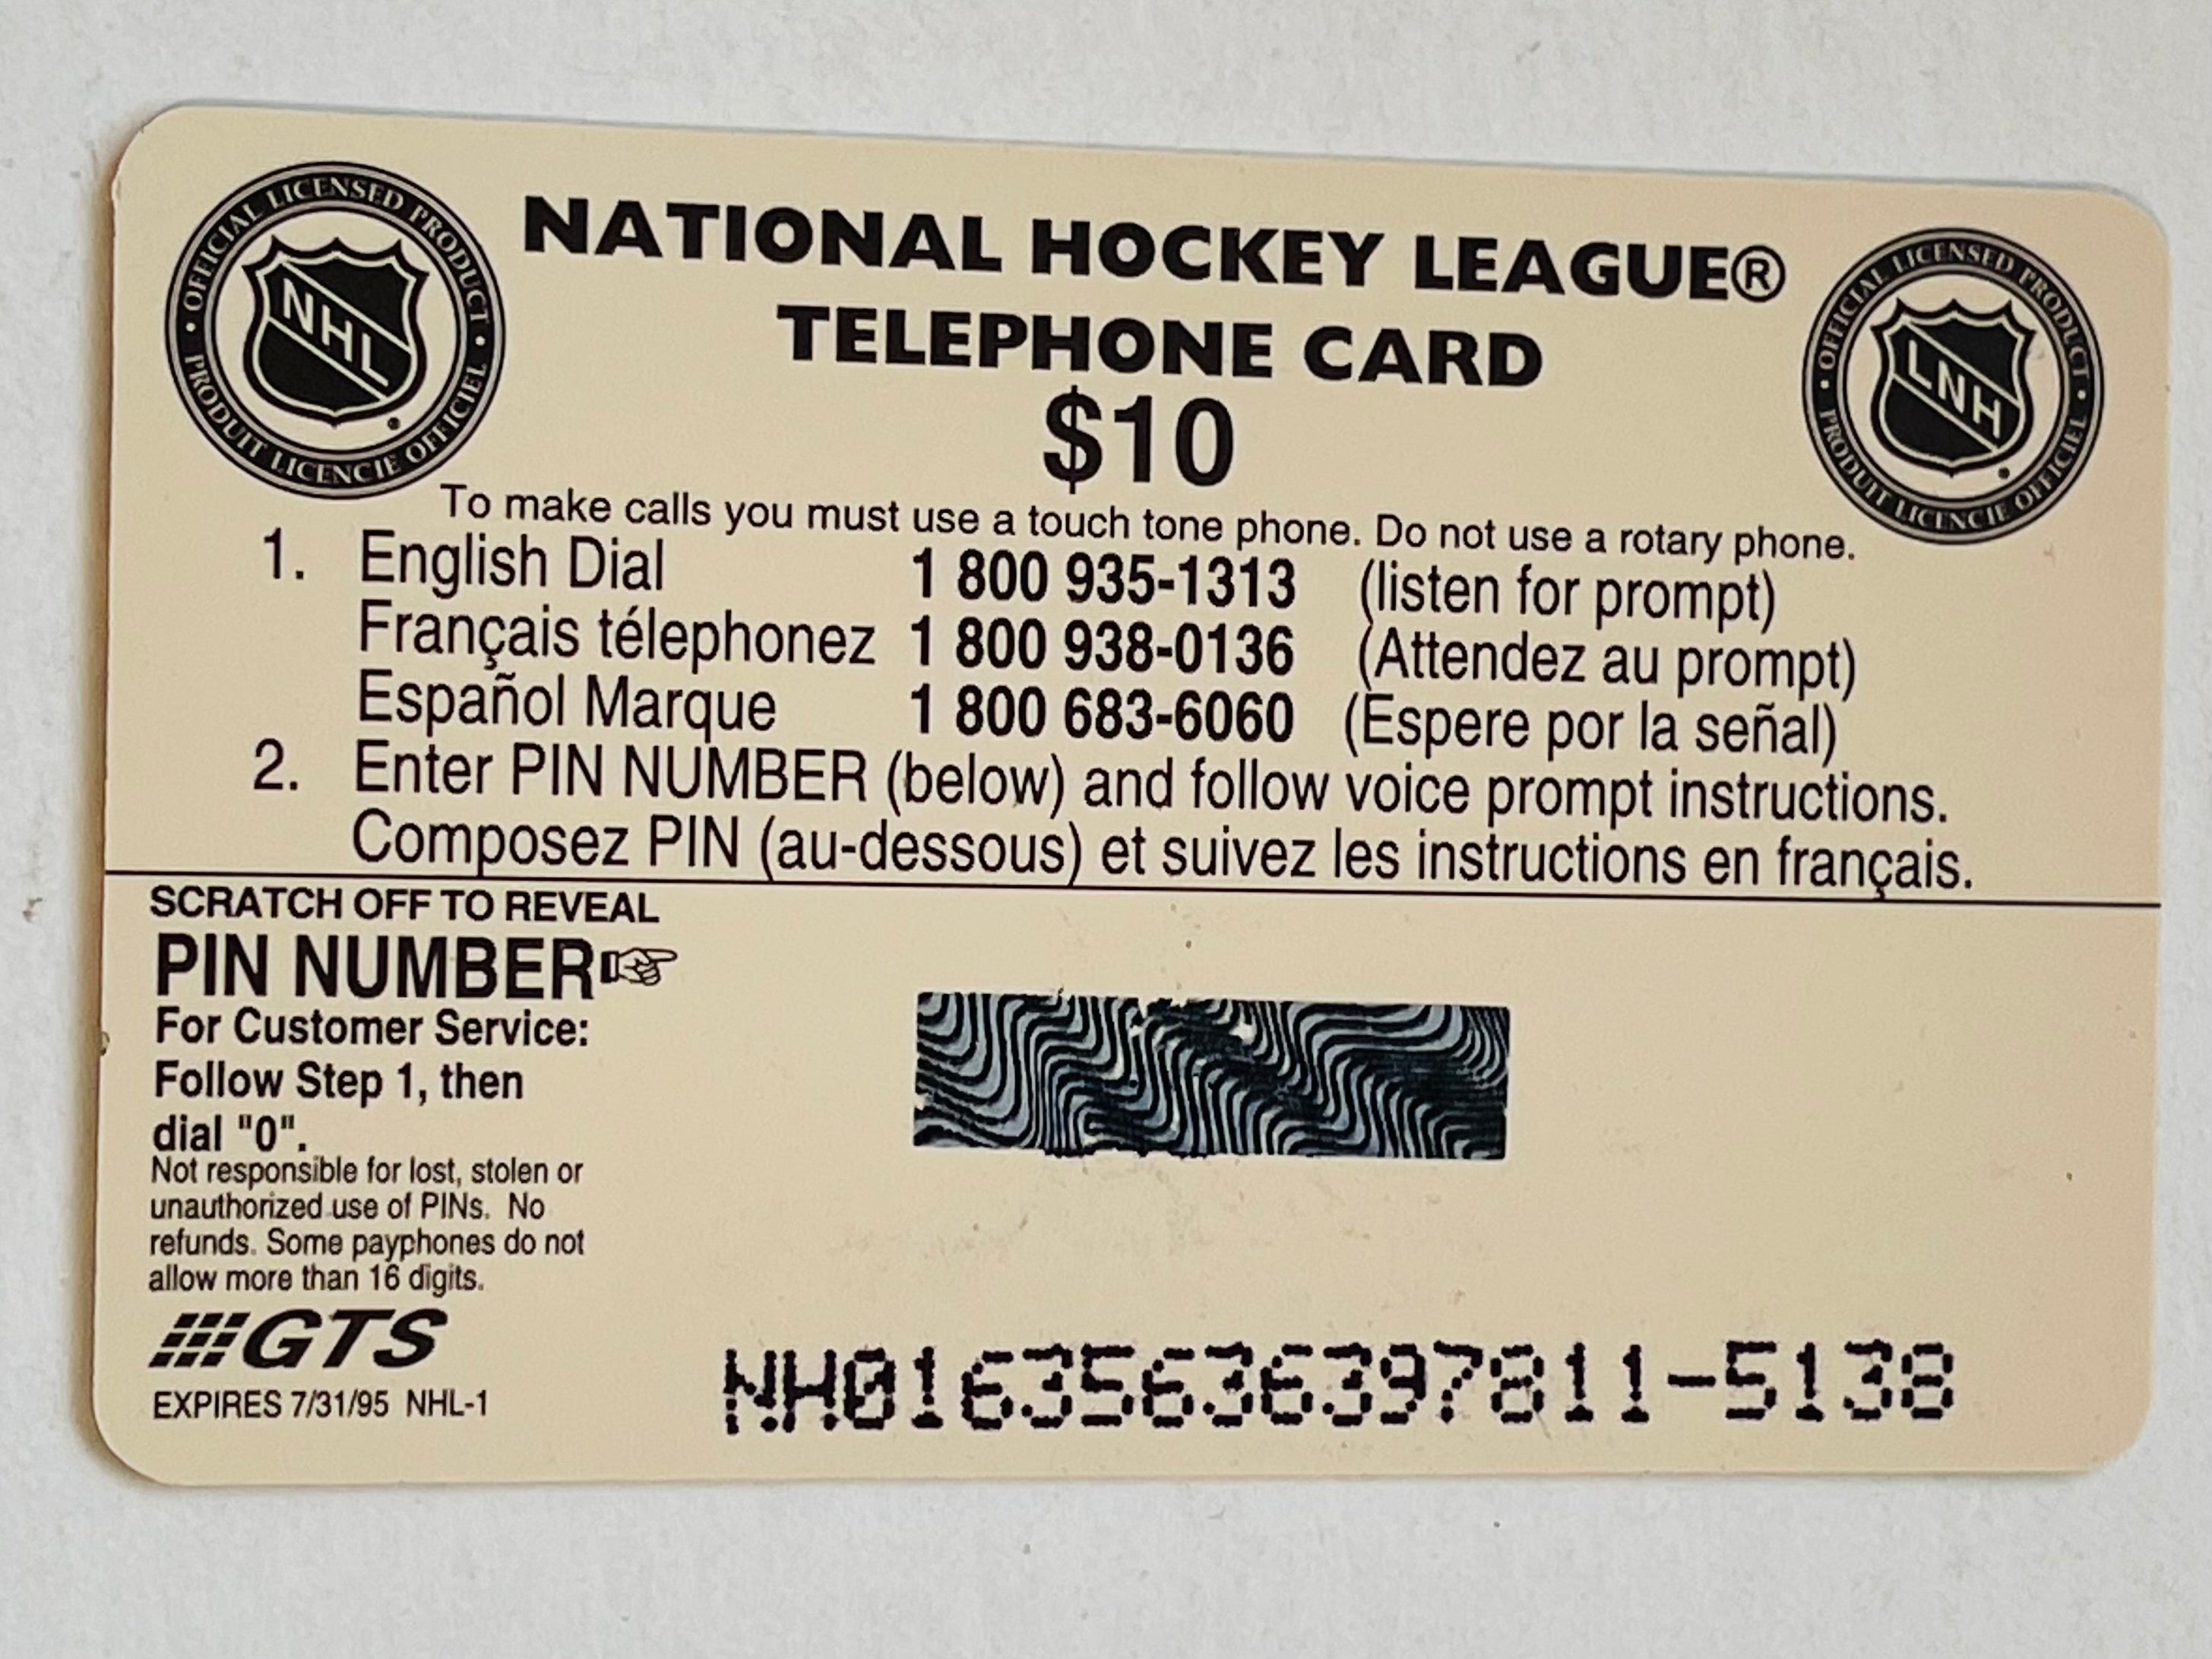 • OFFICIAL LICENSED PRODUCT •
NHL
PRODUIT LICENCIE OFFICIEL
NATIONAL HOCKEY LEAGUE®
TELEPHONE CARD
$10
• OFFICIAL LICENSED PRODUCT •
LNH
PRODUIT LICENCIE OFFICIEL
To make calls you must use a touch tone phone. Do not use a rotary phone.
1. English Dial 1 800 935-1313 (listen for prompt)
Français télephonez 1 800 938-0136 (Attendez au prompt)
Español Marque 1 800 683-6060 (Espere por la señal)
2. Enter PIN NUMBER (below) and follow voice prompt instructions.
Composez PIN (au-dessous) et suivez les instructions en français.
SCRATCH OFF TO REVEAL
PIN NUMBER☞
For Customer Service:
Follow Step 1, then
dial "0".
Not responsible for lost, stolen or
unauthorized use of PINs. No
refunds. Some payphones do not
allow more than 16 digits.
GTS
EXPIRES 7/31/95 NHL-1
NH01635636397811-5138